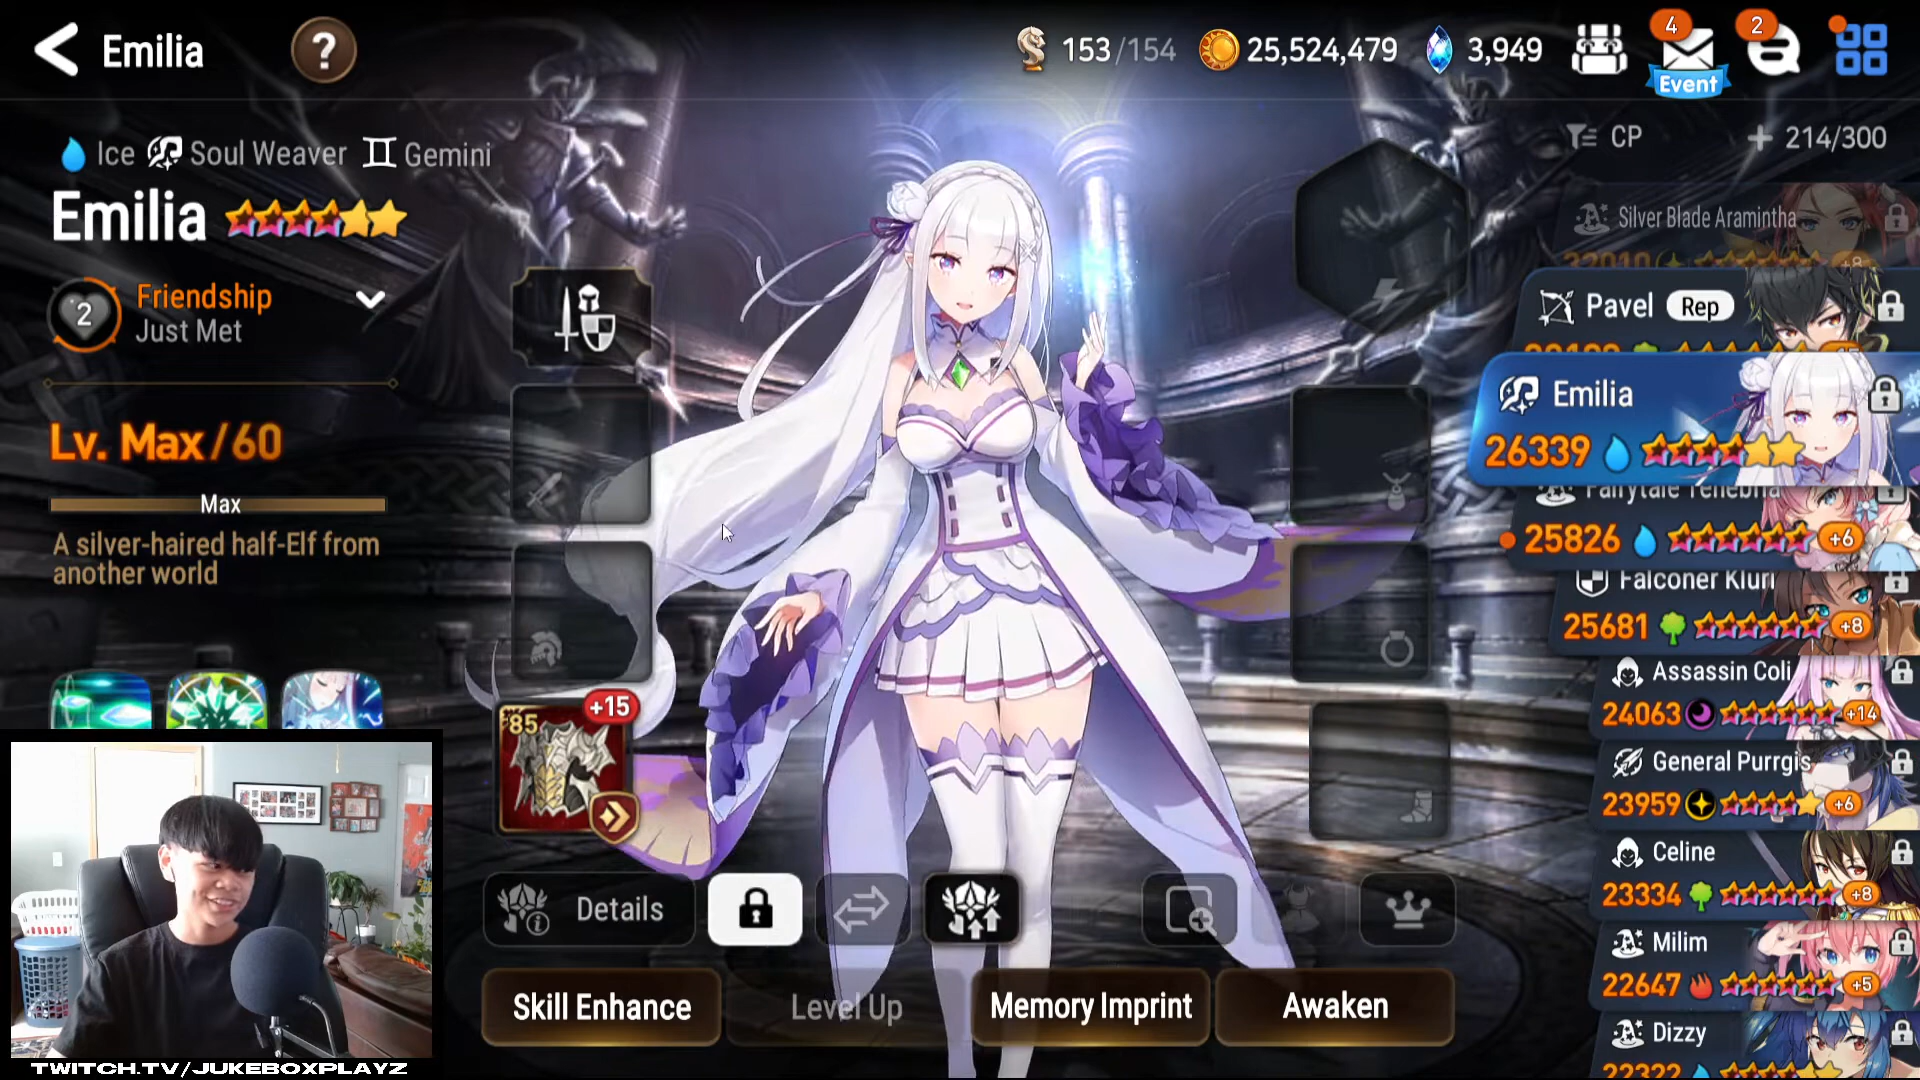 Emilia
?
153/154
25,524,479
3,949
4
Event
2
Ice Soul Weaver Gemini
Emilia
2
Friendship
Just Met
Lv. Max/60
Max
A silver-haired half-Elf from
another world
85
+15
Details
Skill Enhance
Level Up
Memory Imprint
Awaken
CP
214/300
Silver Blade Aramintha
Pavel Rep
Emilia
26339
Fairytale Tenebria
25826 +6
Falconer Kluri
25681 +8
Assassin Coli
24063 +14
General Purrgis
23959 +6
Celine
23334 +8
Milim
22647 +5
Dizzy
22322
TWITCH.TV/JUKEBOXPLAYZ